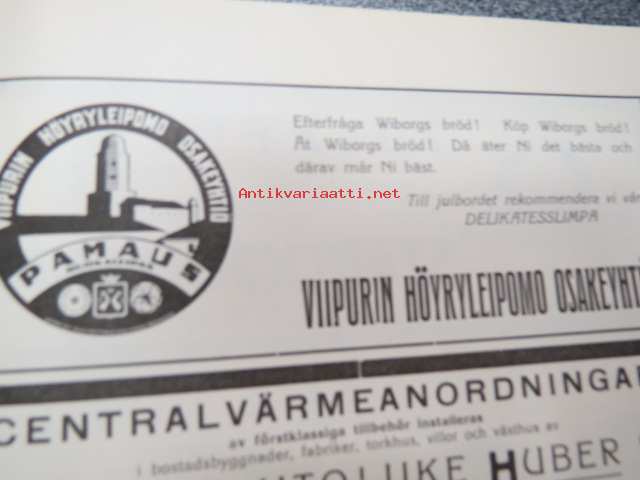 VIIPURIN HÖYRYLEIPOMO OSAKEYHTIÖ
PAMAUS
Efterfråga Wiborgs bröd! Köp Wiborgs bröd!
Ät Wiborgs bröd! Då äter Ni det bästa och
därav mår Ni bäst.
Antikvariaatti.net
Till julbordet rekommendera vi vår
DELIKATESSLIMPA
VIIPURIN HÖYRYLEIPOMO OSAKEYHTI
CENTRALVÄRMEANORDNINGAR
av förstklassiga tillbehör installeras
i bostadsbyggnader, fabriker, torkhus, villor och växthus av
HUBER